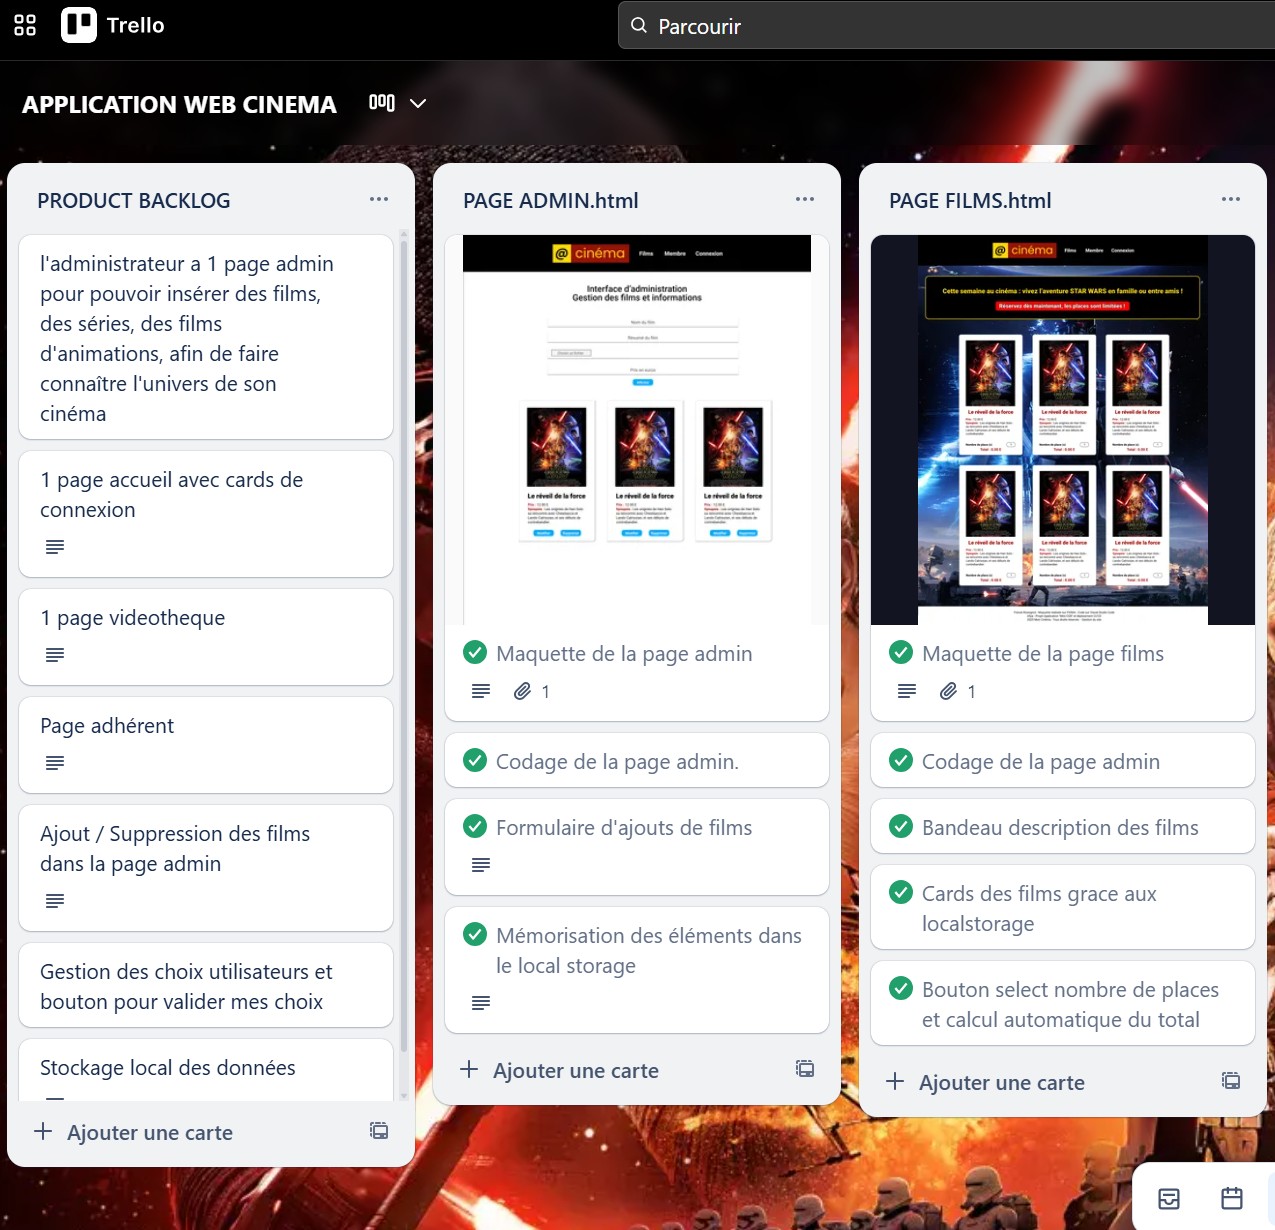 Trello
Parcourir
APPLICATION WEB CINEMA
PRODUCT BACKLOG
l'administrateur a 1 page admin
pour pouvoir insérer des films,
des séries, des films
d'animations, afin de faire
connaître l'univers de son
cinéma
1 page accueil avec cards de
connexion
1 page videotheque
Page adhérent
Ajout / Suppression des films
dans la page admin
Gestion des choix utilisateurs et
bouton pour valider mes choix
Stockage local des données
Ajouter une carte
PAGE ADMIN.html
@ cinéma Films Membre Connexion
Interface d'administration
Gestion des films et informations
Nom du film
Résumé du film
Prix en euros
Le réveil de la force Le réveil de la force Le réveil de la force
Maquette de la page admin
1
Codage de la page admin.
Formulaire d'ajouts de films
Mémorisation des éléments dans
le local storage
Ajouter une carte
PAGE FILMS.html
@ cinéma Films Membre Connexion
Cette semaine au cinéma : vivez l'aventure STAR WARS en famille ou entre amis !
Réservez dès maintenant, les places sont limitées !
Le réveil de la force Le réveil de la force Le réveil de la force
Le réveil de la force Le réveil de la force Le réveil de la force
Maquette de la page films
1
Codage de la page admin
Bandeau description des films
Cards des films grace aux
localstorage
Bouton select nombre de places
et calcul automatique du total
Ajouter une carte